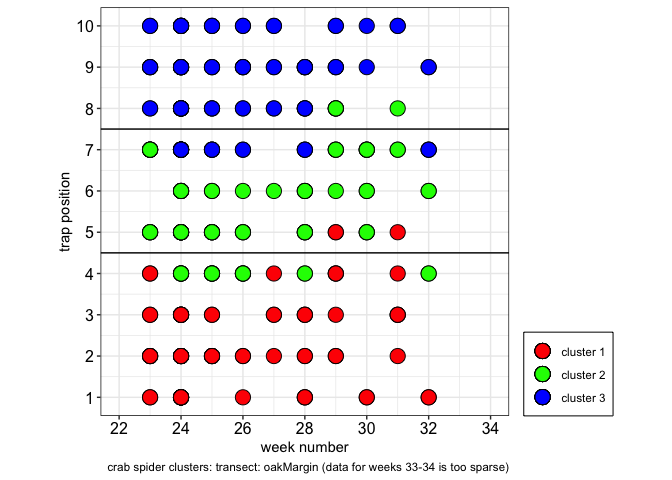 10
9
8
7
6
5
4
3
2
1
trap position
22 24 26 28 30 32 34
week number
cluster 1
cluster 2
cluster 3
crab spider clusters: transect: oakMargin (data for weeks 33-34 is too sparse)